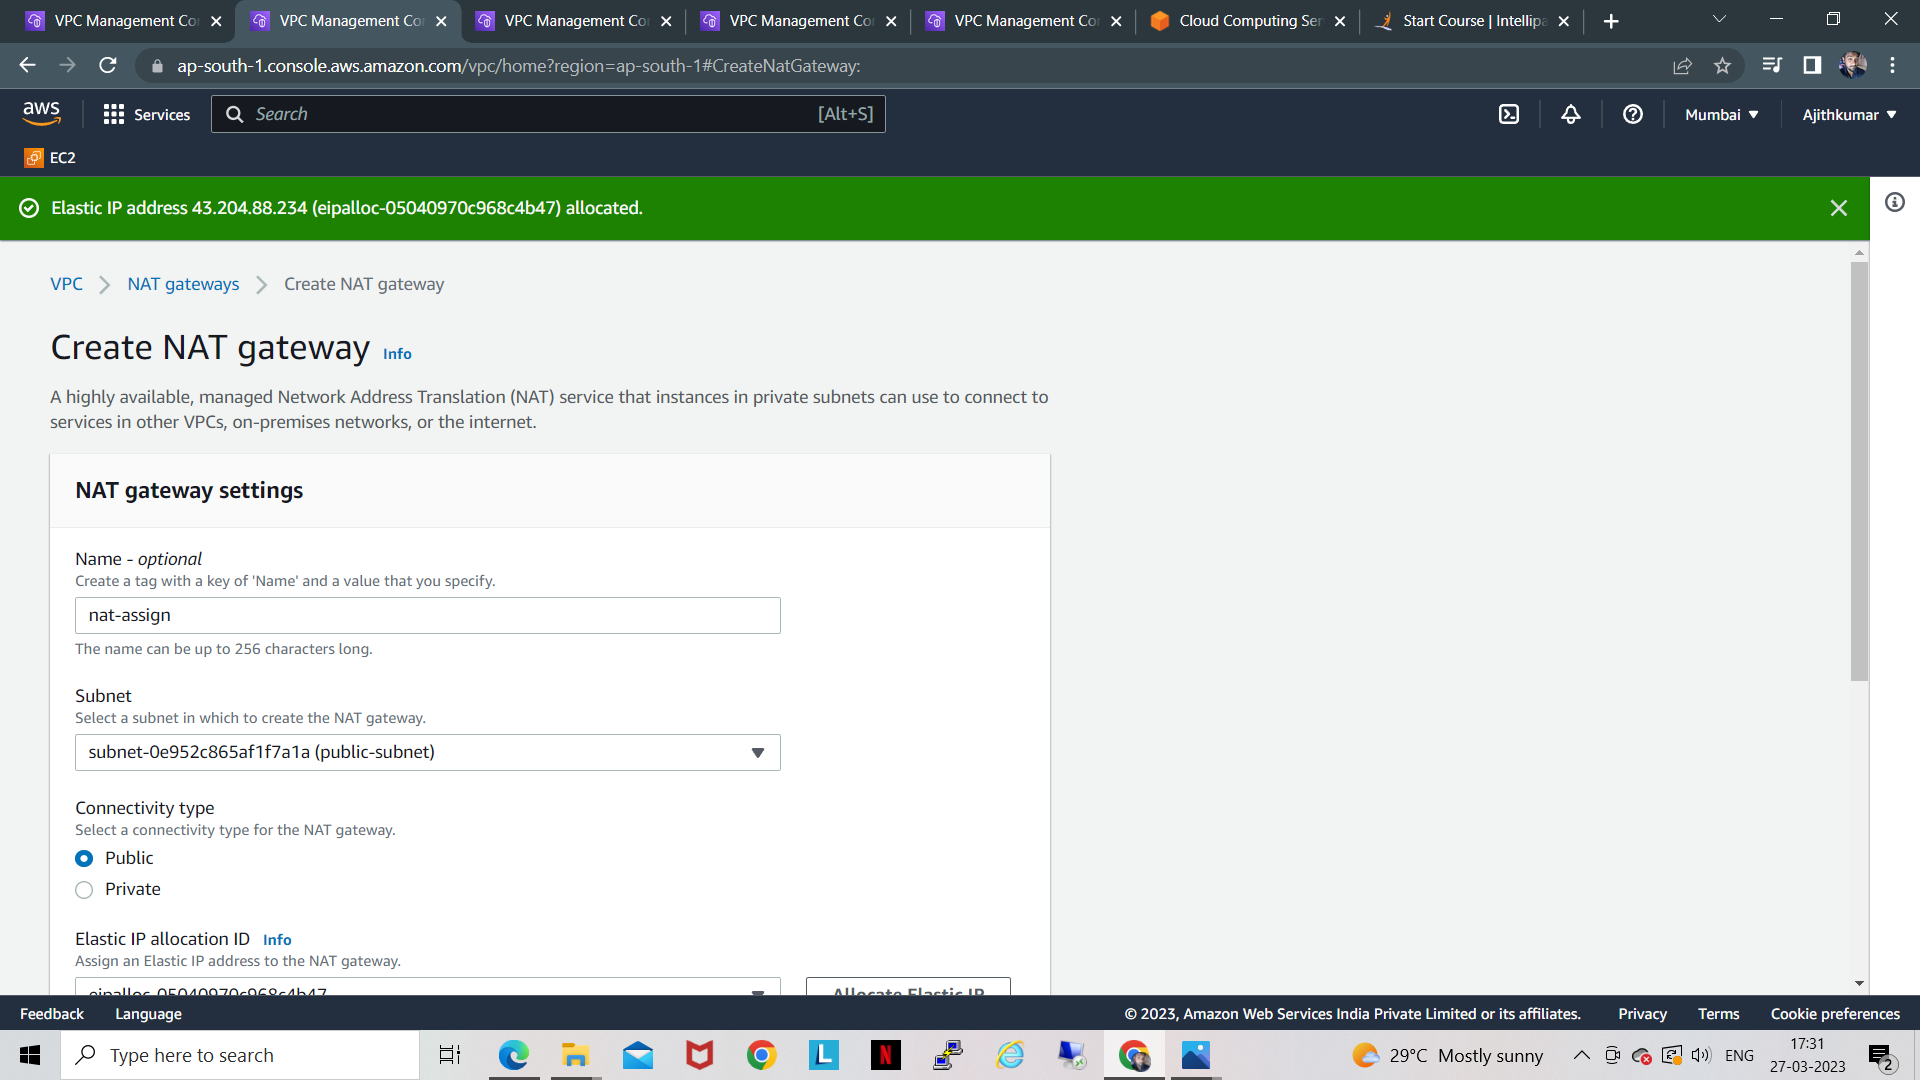 VPC Management Co
VPC Management Co
VPC Management Co
VPC Management Co
VPC Management Co
Cloud Computing Ser
Start Course | Intellipa
ap-south-1.console.aws.amazon.com/vpc/home?region=ap-south-1#CreateNatGateway:
aws
Services
Search
[Alt+S]
Mumbai
Ajithkumar
EC2
Elastic IP address 43.204.88.234 (eipalloc-05040970c968c4b47) allocated.
VPC
NAT gateways
Create NAT gateway
Create NAT gateway Info
A highly available, managed Network Address Translation (NAT) service that instances in private subnets can use to connect to
services in other VPCs, on-premises networks, or the internet.
NAT gateway settings
Name - optional
Create a tag with a key of 'Name' and a value that you specify.
nat-assign
The name can be up to 256 characters long.
Subnet
Select a subnet in which to create the NAT gateway.
subnet-0e952c865af1f7a1a (public-subnet)
Connectivity type
Select a connectivity type for the NAT gateway.
Public
Private
Elastic IP allocation ID Info
Assign an Elastic IP address to the NAT gateway.
eipalloc-05040970c968c4b47
Allocate Elastic IP
Feedback
Language
© 2023, Amazon Web Services India Private Limited or its affiliates.
Privacy
Terms
Cookie preferences
Type here to search
L
N
29°C Mostly sunny
ENG
17:31
27-03-2023
2